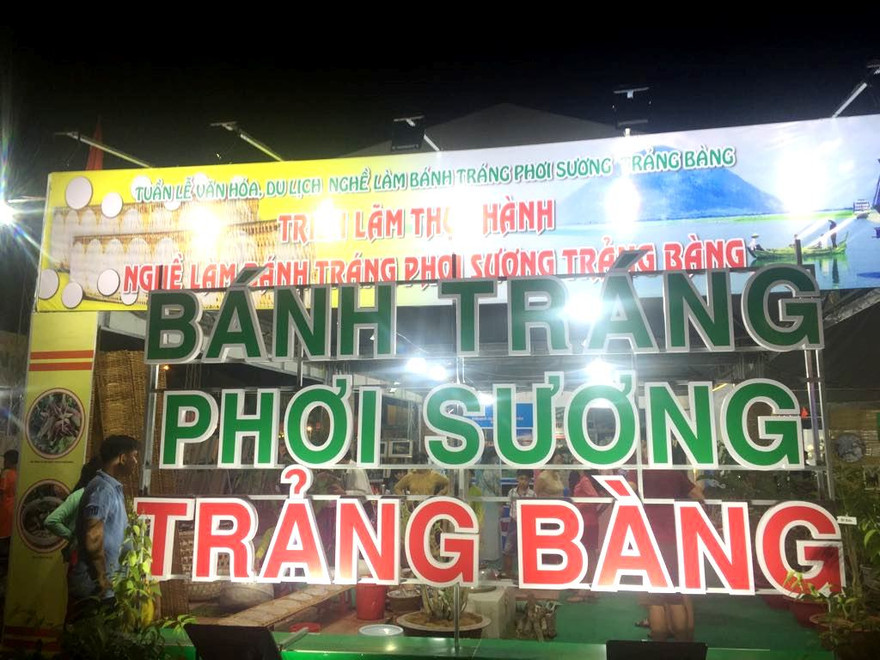 TUẦN LỄ VĂN HÓA, DU LỊCH NGHỀ LÀM BÁNH TRÁNG PHƠI SƯƠNG TRẢNG BÀNG
TRIỂN LÃM THỰC HÀNH
NGHỀ LÀM BÁNH TRÁNG PHƠI SƯƠNG TRẢNG BÀNG
BÁNH TRÁNG
PHƠI SƯƠNG
TRẢNG BÀNG